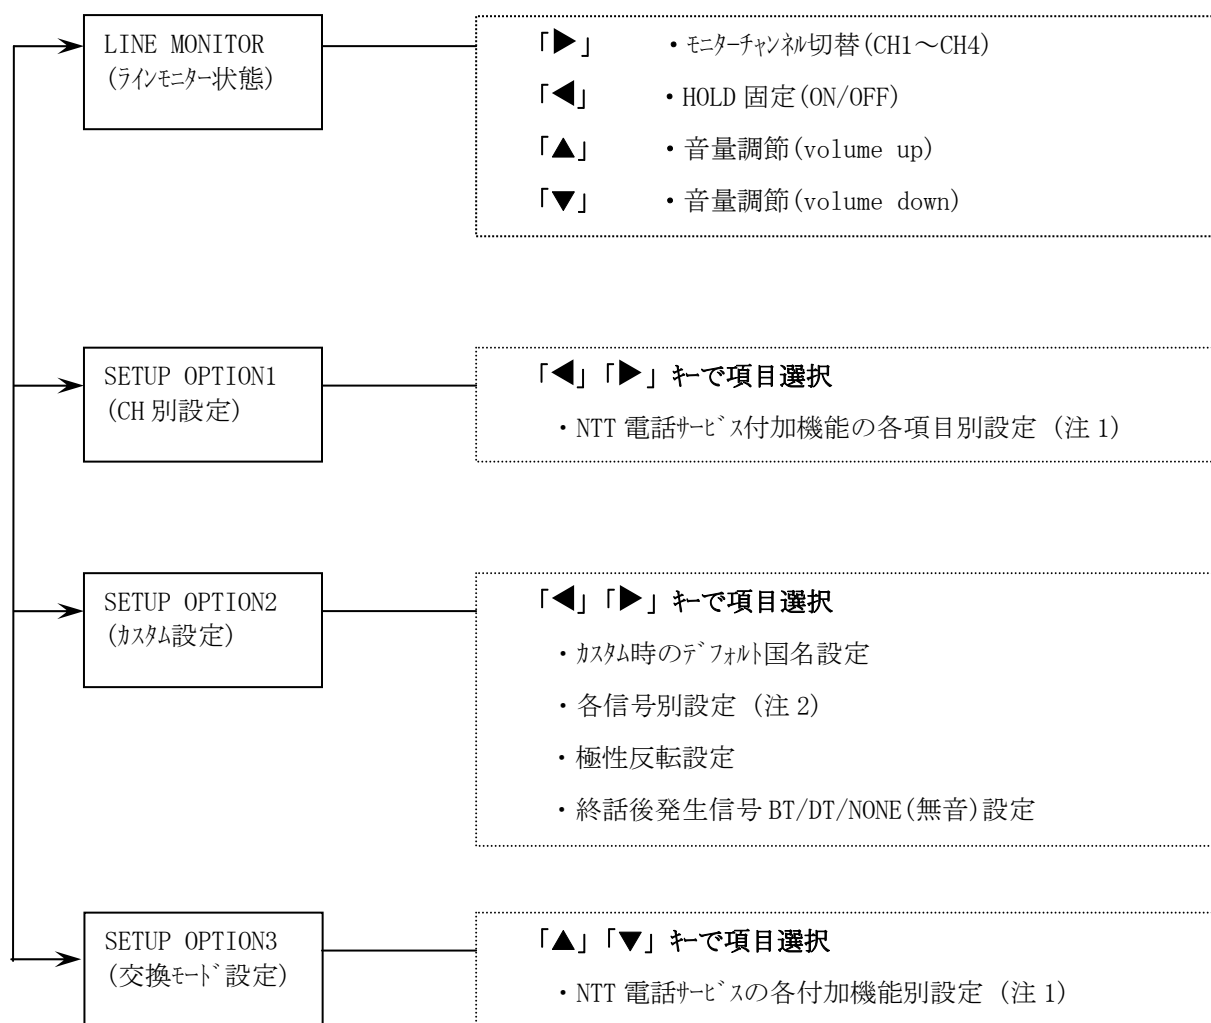 LINE MONITOR
(ﾗｲﾝﾓﾆﾀｰ状態)
「▶」 ・ﾓﾆﾀｰﾁｬﾝﾈﾙ切替(CH1～CH4)
「◀」 ・HOLD 固定(ON/OFF)
「▲」 ・音量調節(volume up)
「▼」 ・音量調節(volume down)
SETUP OPTION1
(CH 別設定)
「◀」「▶」ｷｰで項目選択
・NTT 電話ｻｰﾋﾞｽ付加機能の各項目別設定 (注 1)
SETUP OPTION2
(ｶｽﾀﾑ設定)
「◀」「▶」ｷｰで項目選択
・ｶｽﾀﾑ時のﾃﾞﾌｫﾙﾄ国名設定
・各信号別設定 (注 2)
・極性反転設定
・終話後発生信号 BT/DT/NONE(無音)設定
SETUP OPTION3
(交換ﾓｰﾄﾞ設定)
「▲」「▼」ｷｰで項目選択
・NTT 電話ｻｰﾋﾞｽの各付加機能別設定 (注 1)